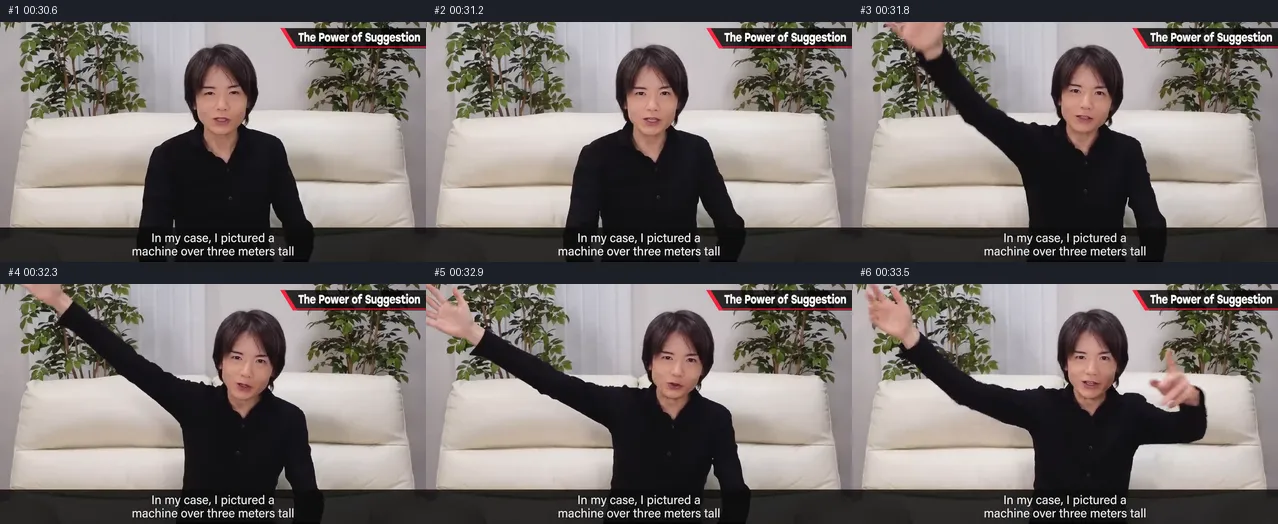 #1 00:30.6
The Power of Suggestion
In my case, I pictured a
machine over three meters tall
#2 00:31.2
The Power of Suggestion
In my case, I pictured a
machine over three meters tall
#3 00:31.8
The Power of Suggestion
In my case, I pictured a
machine over three meters tall
#4 00:32.3
The Power of Suggestion
In my case, I pictured a
machine over three meters tall
#5 00:32.9
The Power of Suggestion
In my case, I pictured a
machine over three meters tall
#6 00:33.5
The Power of Suggestion
In my case, I pictured a
machine over three meters tall